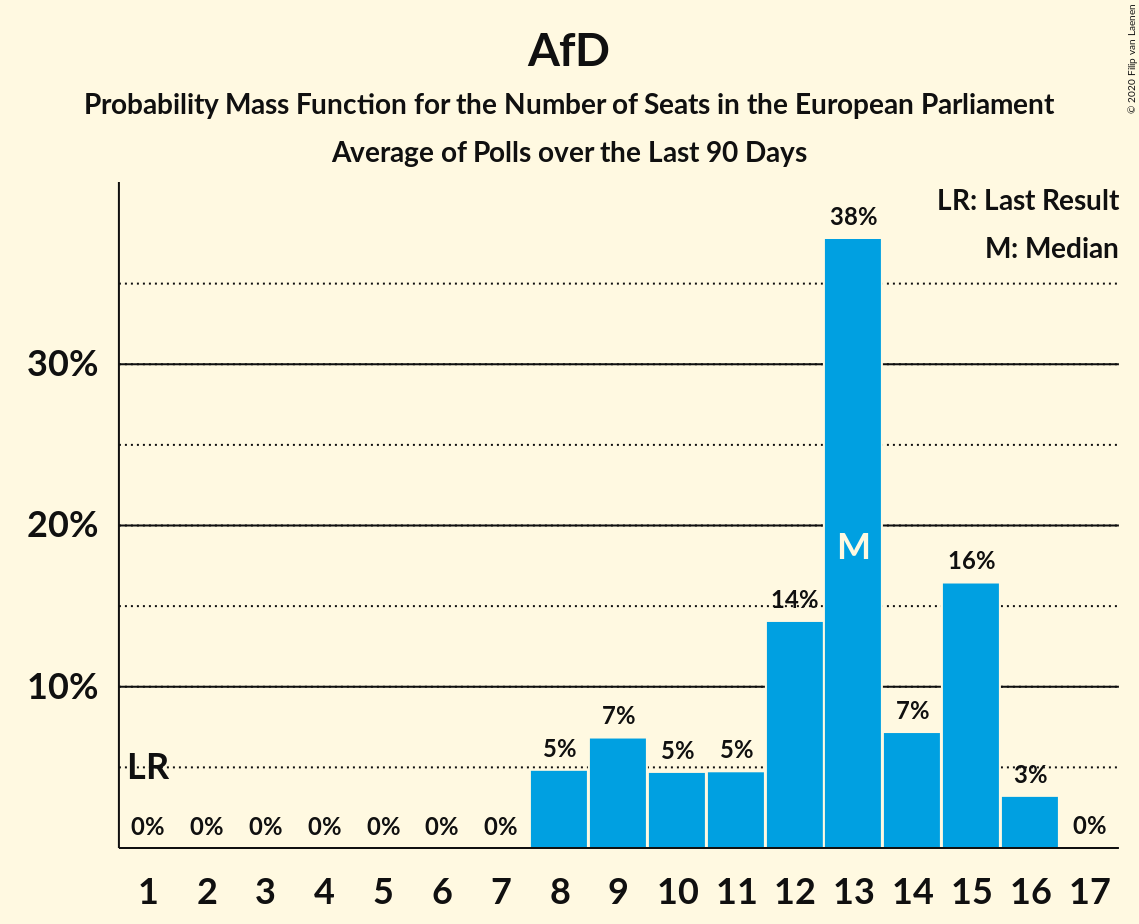 AfD
Probability Mass Function for the Number of Seats in the European Parliament
Average of Polls over the Last 90 Days
© 2020 Filip van Laenen
LR: Last Result
M: Median
38%
30%
20%
M
16%
14%
10%
7%
7%
5%
5%
5%
3%
LR
0%
0%
0%
0%
0%
0%
0%
0%
1 2 3 4 5 6 7 8 9 10 11 12 13 14 15 16 17